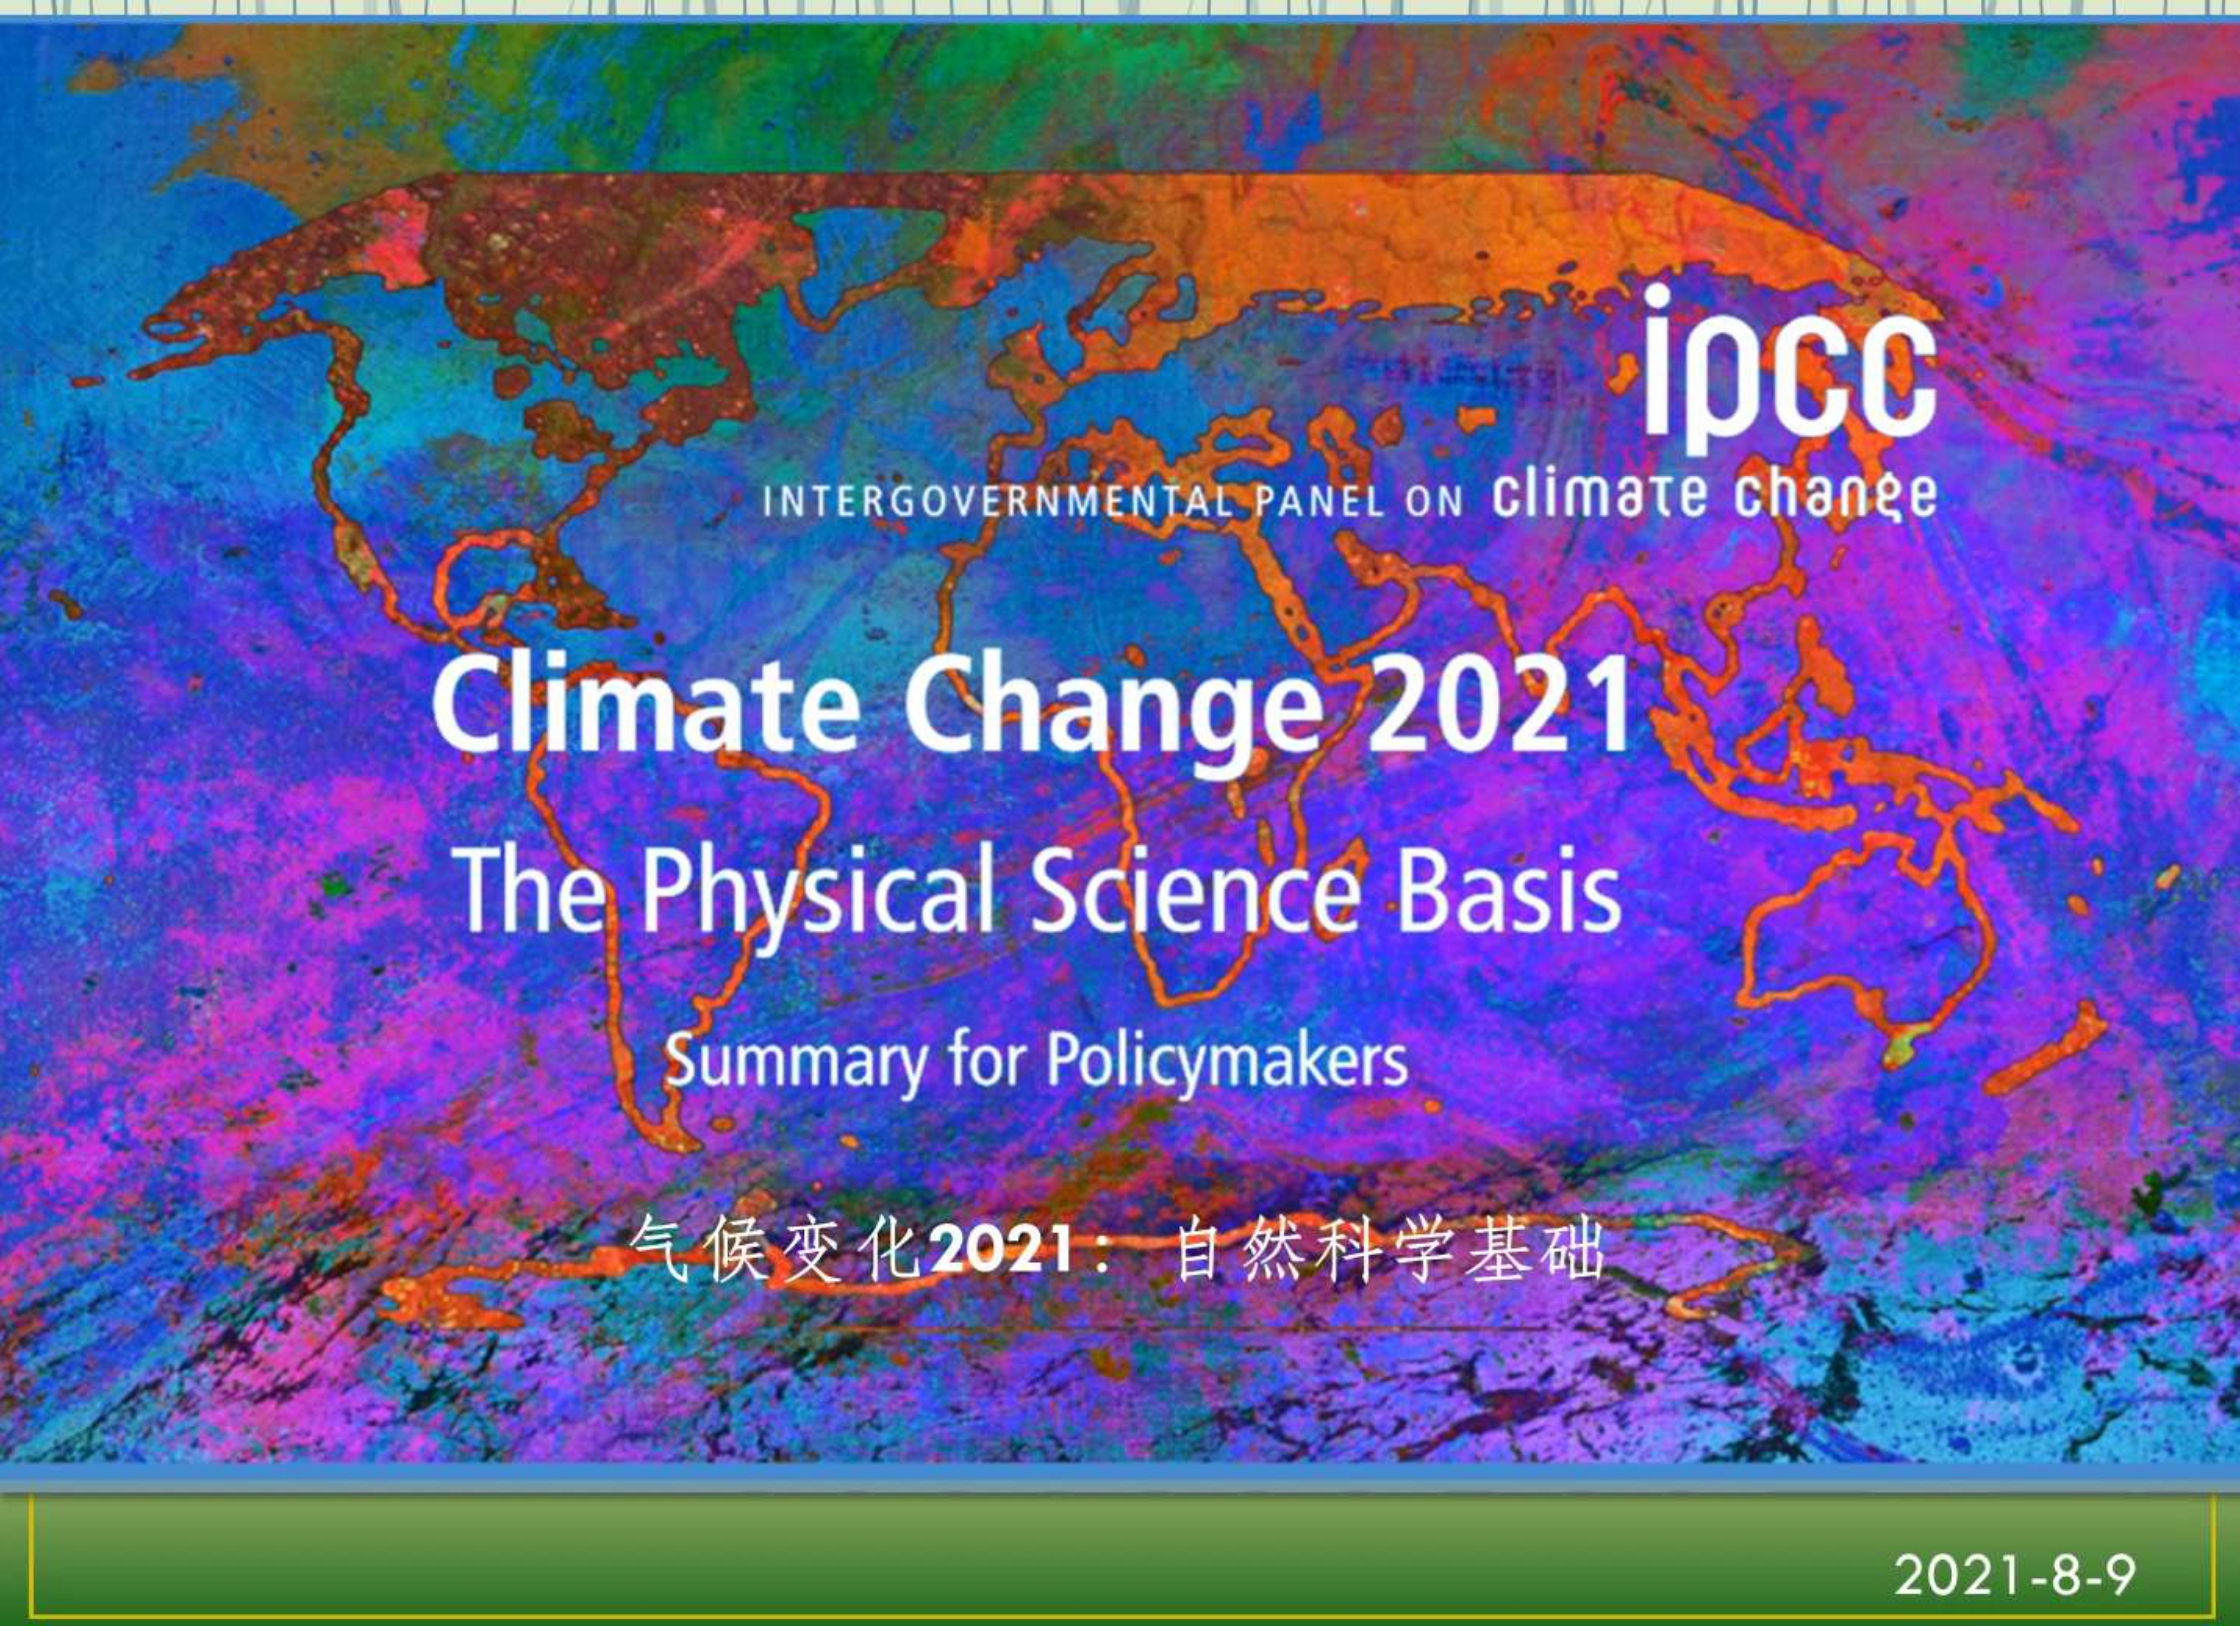 ipcc
INTERGOVERNMENTAL PANEL ON climate change
Climate Change 2021
The Physical Science Basis
Summary for Policymakers
气候变化2021：自然科学基础
2021-8-9